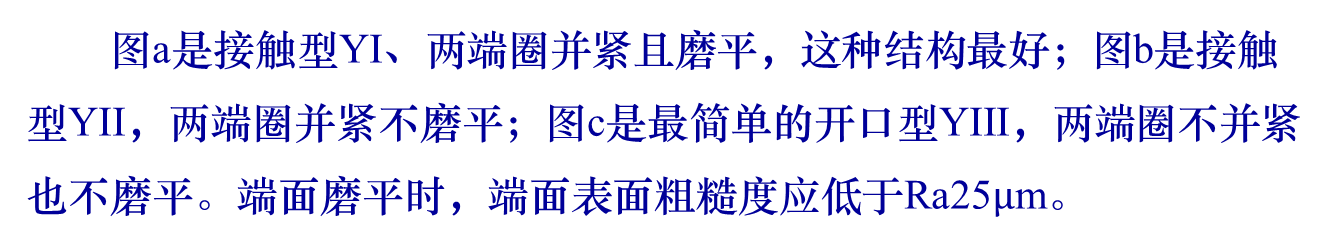 图a是接触型YI、两端圈并紧且磨平，这种结构最好；图b是接触
型YII，两端圈并紧不磨平；图c是最简单的开口型YIII，两端圈不并紧
也不磨平。端面磨平时，端面表面粗糙度应低于Ra25μm。